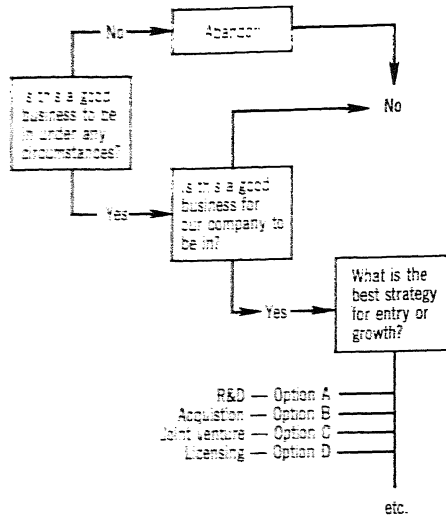 No
Abandon
Is this a good
business to be
in under any
circumstances?
No
Yes
Is this a good
business for
our company to
be in?
Yes
What is the
best strategy
for entry or
growth?
R&D — Option A
Acquistion — Option B
Joint venture — Option C
Licensing — Option D
etc.